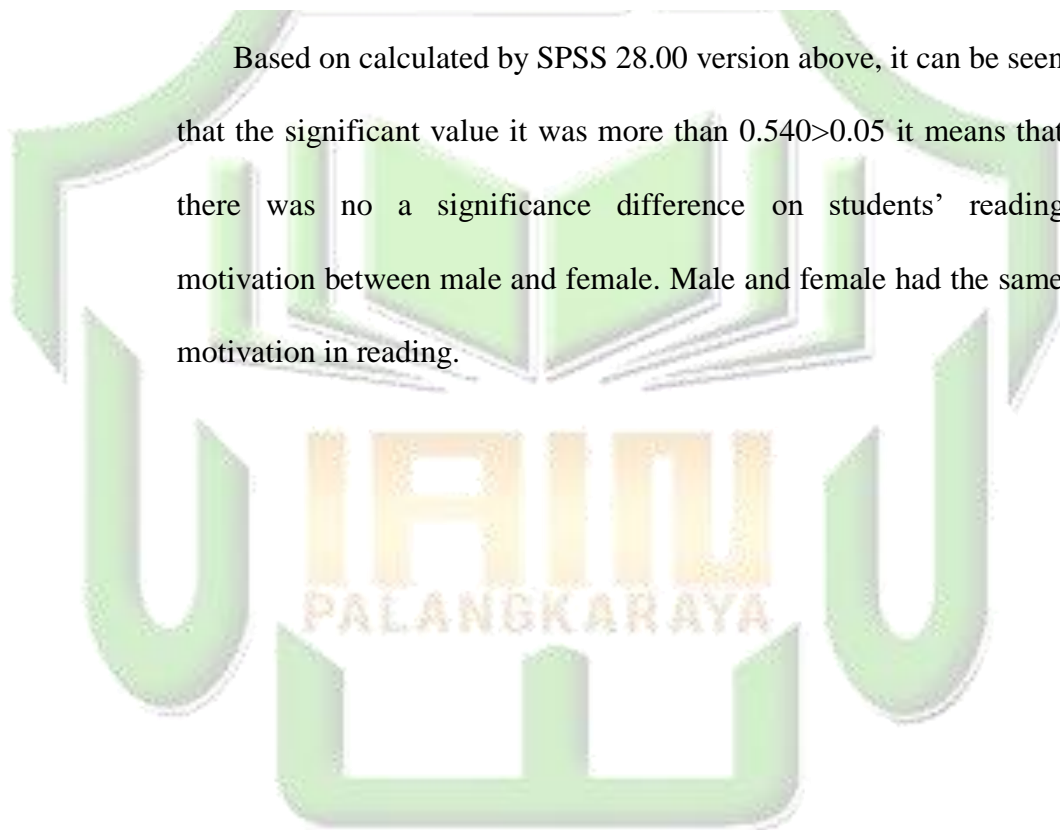 Based on calculated by SPSS 28.00 version above, it can be seen
that the significant value it was more than 0.540>0.05 it means that
there was no a significance difference on students’ reading
motivation between male and female. Male and female had the same
motivation in reading.
IAIN
PALANGKARAYA